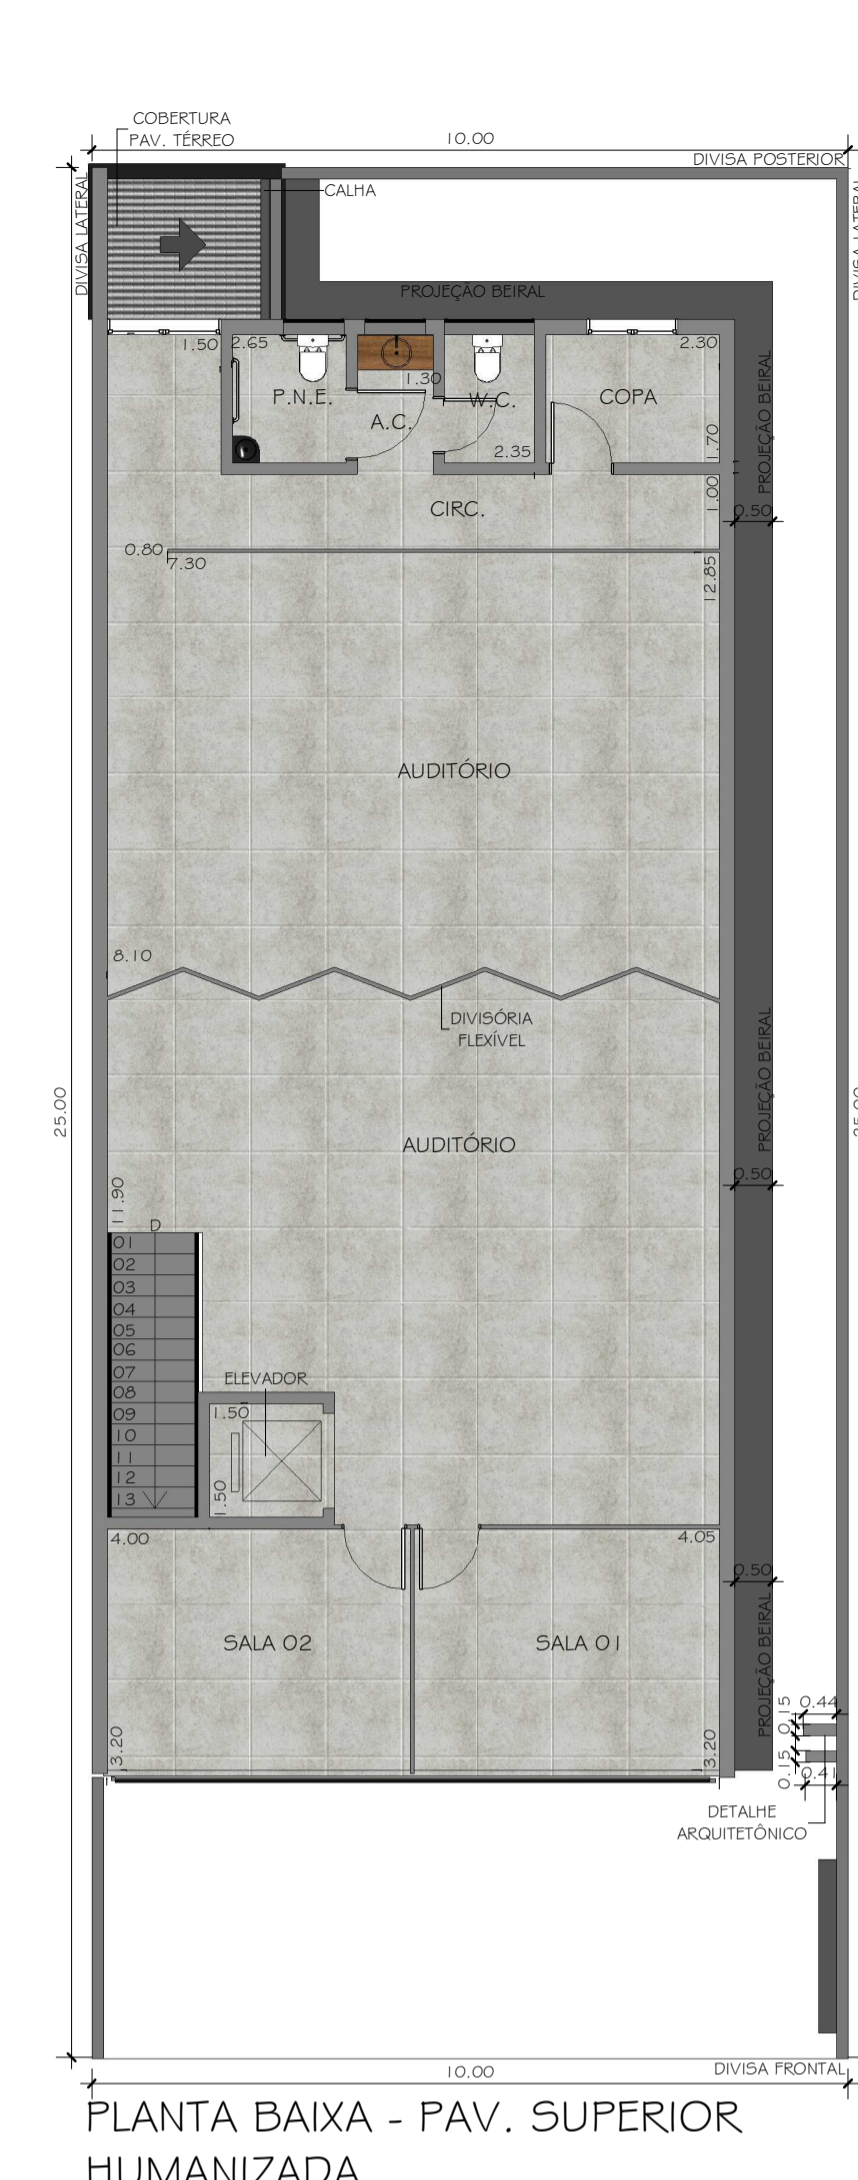 COBERTURA
PAV. TÉRREO
10.00
DIVISA POSTERIOR
DIVISA LATERAL
CALHA
PROJEÇÃO BEIRAL
1.50
2.65
2.30
P.N.E.
1.30
A.C.
W.C.
COPA
2.35
1.70
PROJEÇÃO BEIRAL
CIRC.
1.00
0.50
0.80
7.30
12.85
AUDITÓRIO
8.10
DIVISÓRIA
FLEXÍVEL
PROJEÇÃO BEIRAL
25.00
AUDITÓRIO
0.50
11.90
D
01
02
03
04
05
06
07
08
09
10
11
12
13
ELEVADOR
1.50
1.50
4.00
4.05
0.50
SALA 02
SALA 01
PROJEÇÃO BEIRAL
3.20
3.20
0.15
0.44
0.15
0.41
DETALHE
ARQUITETÔNICO
10.00
DIVISA FRONTAL
PLANTA BAIXA - PAV. SUPERIOR
HUMANIZADA